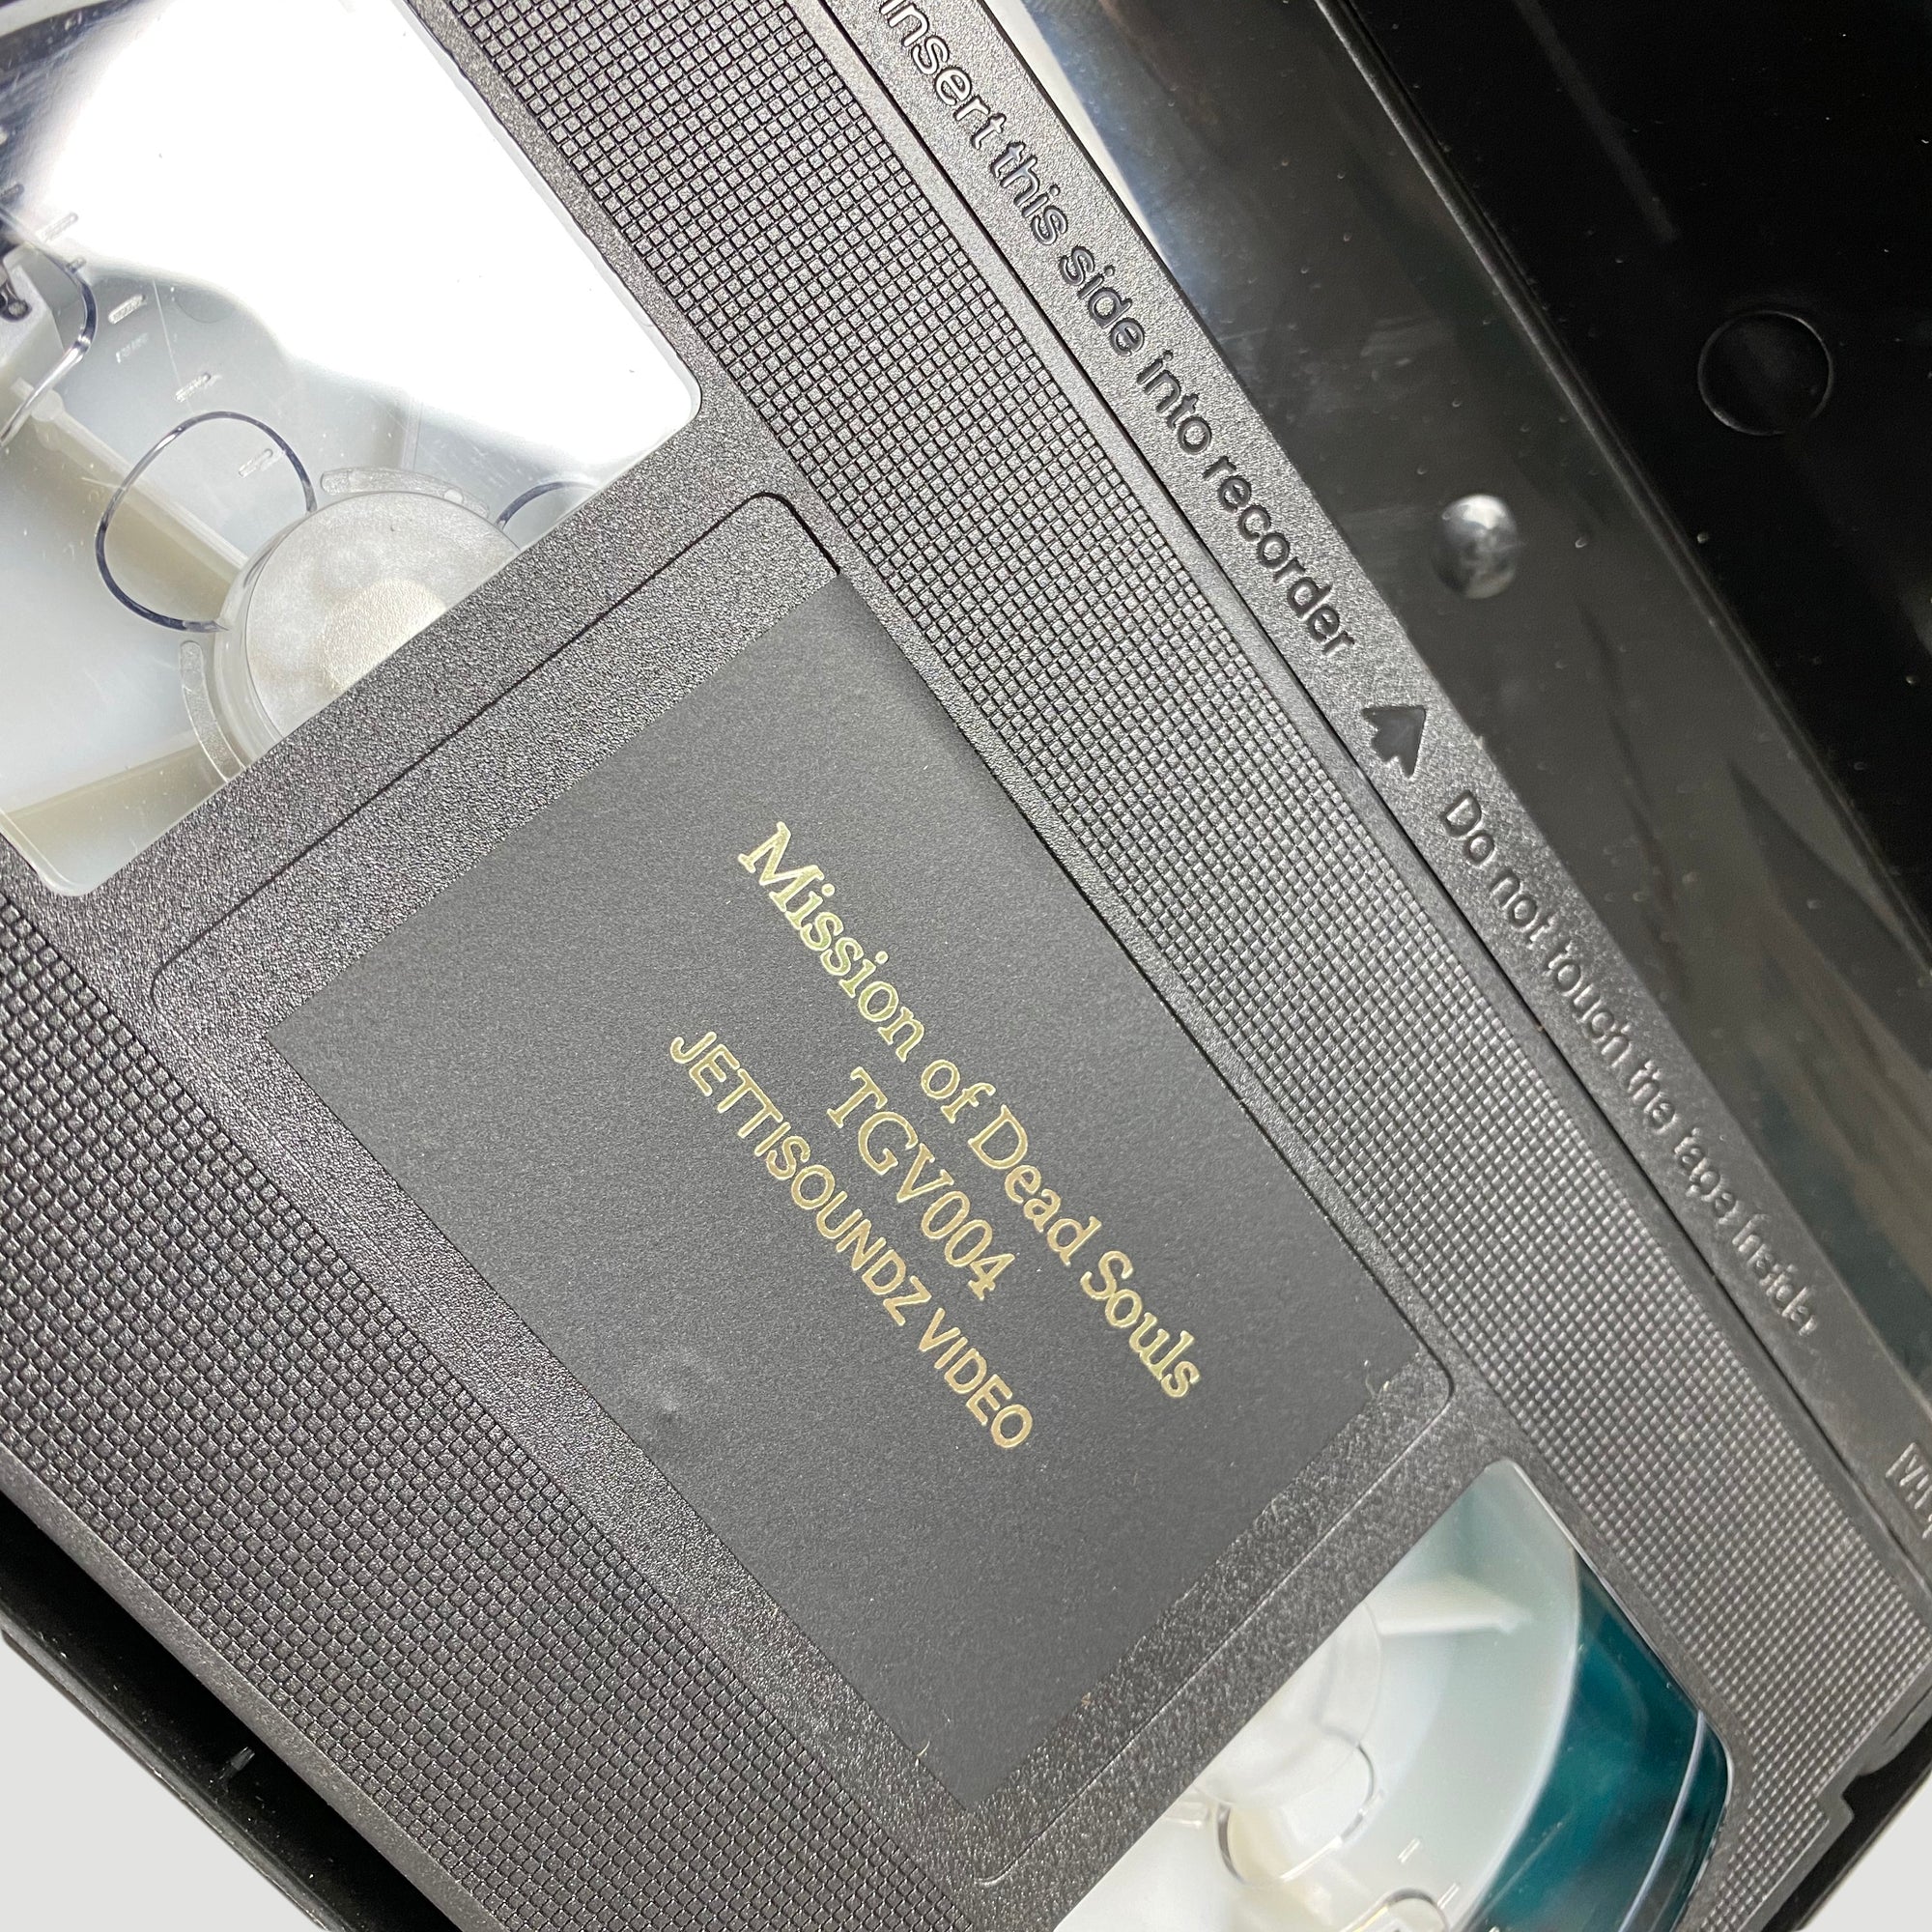 Insert this side into recorder
Do not touch the tape inside
Mission of Dead Souls
TGV004
JETTISOUNDZ VIDEO